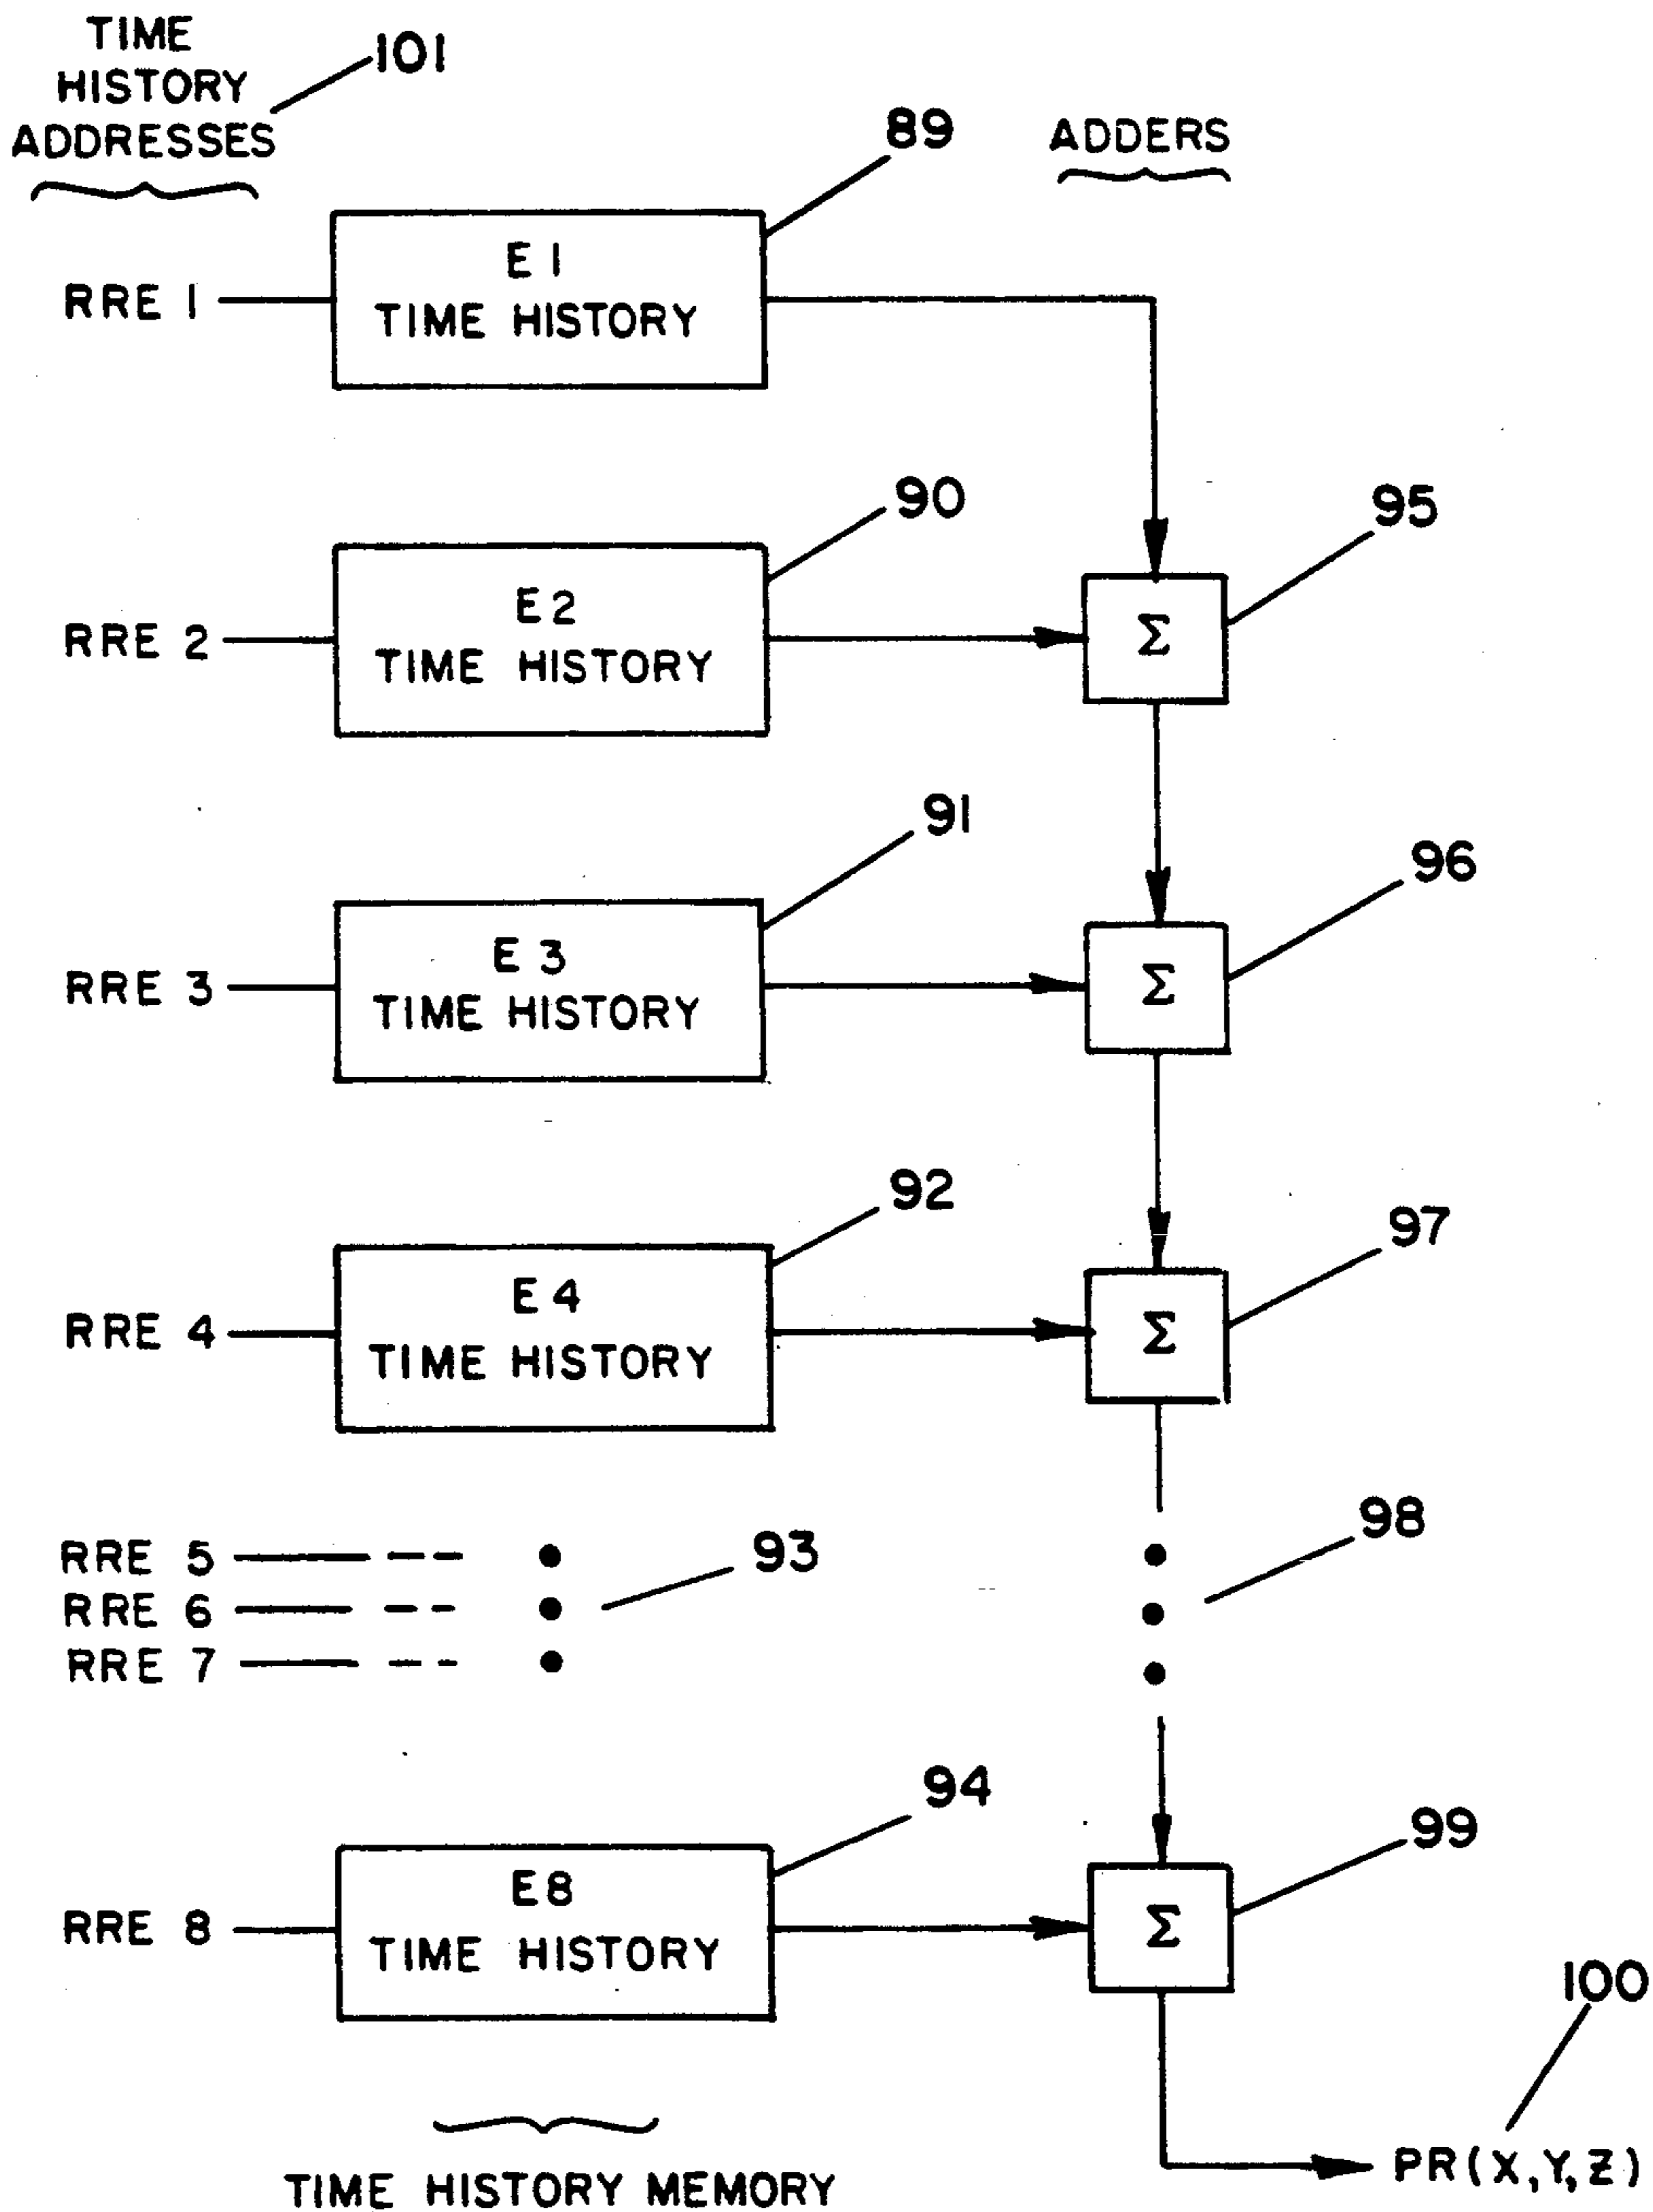 TIME
HISTORY
ADDRESSES
101
89
ADDERS
RRE 1
E1
TIME HISTORY
90
95
RRE 2
E2
TIME HISTORY
Σ
91
96
RRE 3
E3
TIME HISTORY
Σ
92
97
RRE 4
E4
TIME HISTORY
Σ
RRE 5
93
98
RRE 6
RRE 7
94
99
RRE 8
E8
TIME HISTORY
Σ
100
PR(X,Y,Z)
TIME HISTORY MEMORY